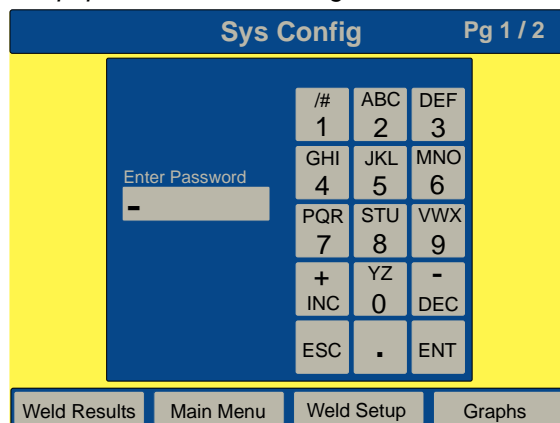 Sys Config Pg 1 / 2
/# ABC DEF
1 2 3
GHI JKL MNO
4 5 6
Enter Password
-
PQR STU VWX
7 8 9
+ YZ -
INC 0 DEC
ESC . ENT
Weld Results Main Menu Weld Setup Graphs